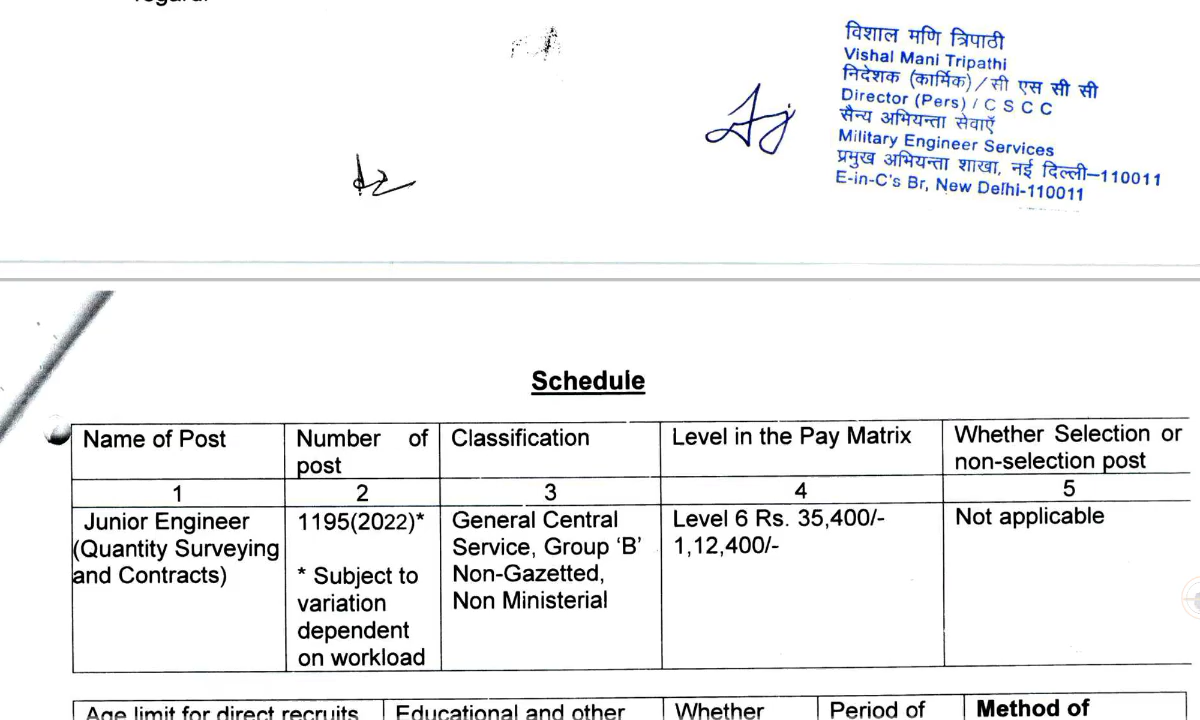 विशाल मणि त्रिपाठी
Vishal Mani Tripathi
निदेशक (कार्मिक) / सी एस सी सी
Director (Pers) / C S C C
सैन्य अभियन्ता सेवाऐं
Military Engineer Services
प्रमुख अभियन्ता शाखा, नई दिल्ली–110011
E-in-C's Br, New Delhi-110011
Schedule
Name of Post
Number of
post
Classification
Level in the Pay Matrix
Whether Selection or
non-selection post
1
2
3
4
5
Junior Engineer
(Quantity Surveying
and Contracts)
1195(2022)*
* Subject to
variation
dependent
on workload
General Central
Service, Group ‘B’
Non-Gazetted,
Non Ministerial
Level 6 Rs. 35,400/-
1,12,400/-
Not applicable
Age limit for direct recruits
Educational and other
Whether
Period of
Method of